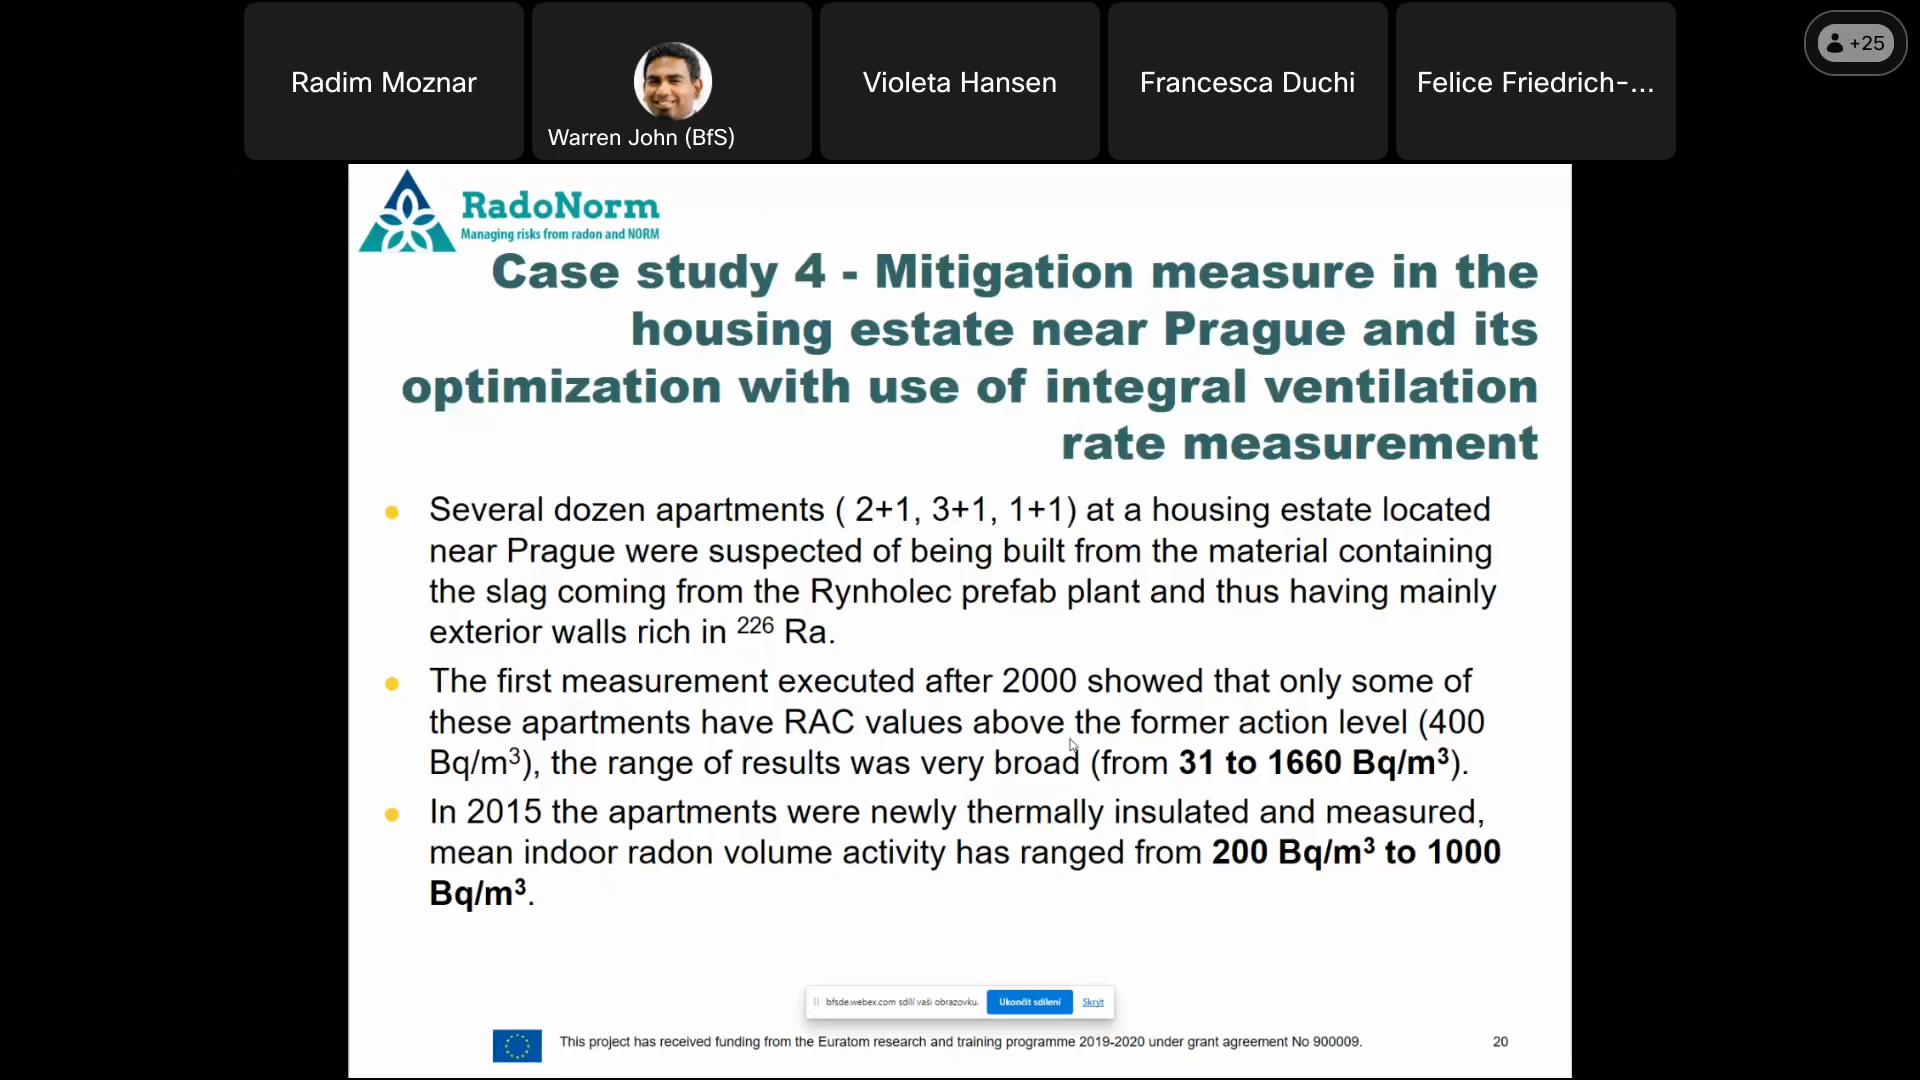 Radim Moznar
Warren John (BfS)
Violeta Hansen
Francesca Duchi
Felice Friedrich-...
+25
RadoNorm
Managing risks from radon and NORM
Case study 4 - Mitigation measure in the
housing estate near Prague and its
optimization with use of integral ventilation
rate measurement
Several dozen apartments ( 2+1, 3+1, 1+1) at a housing estate located
near Prague were suspected of being built from the material containing
the slag coming from the Rynholec prefab plant and thus having mainly
exterior walls rich in ²²⁶ Ra.
The first measurement executed after 2000 showed that only some of
these apartments have RAC values above the former action level (400
Bq/m³), the range of results was very broad (from 31 to 1660 Bq/m³).
In 2015 the apartments were newly thermally insulated and measured,
mean indoor radon volume activity has ranged from 200 Bq/m³ to 1000
Bq/m³.
bfsde.webex.com sdílí vaši obrazovku. Ukončit sdílení Skrýt
This project has received funding from the Euratom research and training programme 2019-2020 under grant agreement No 900009. 20